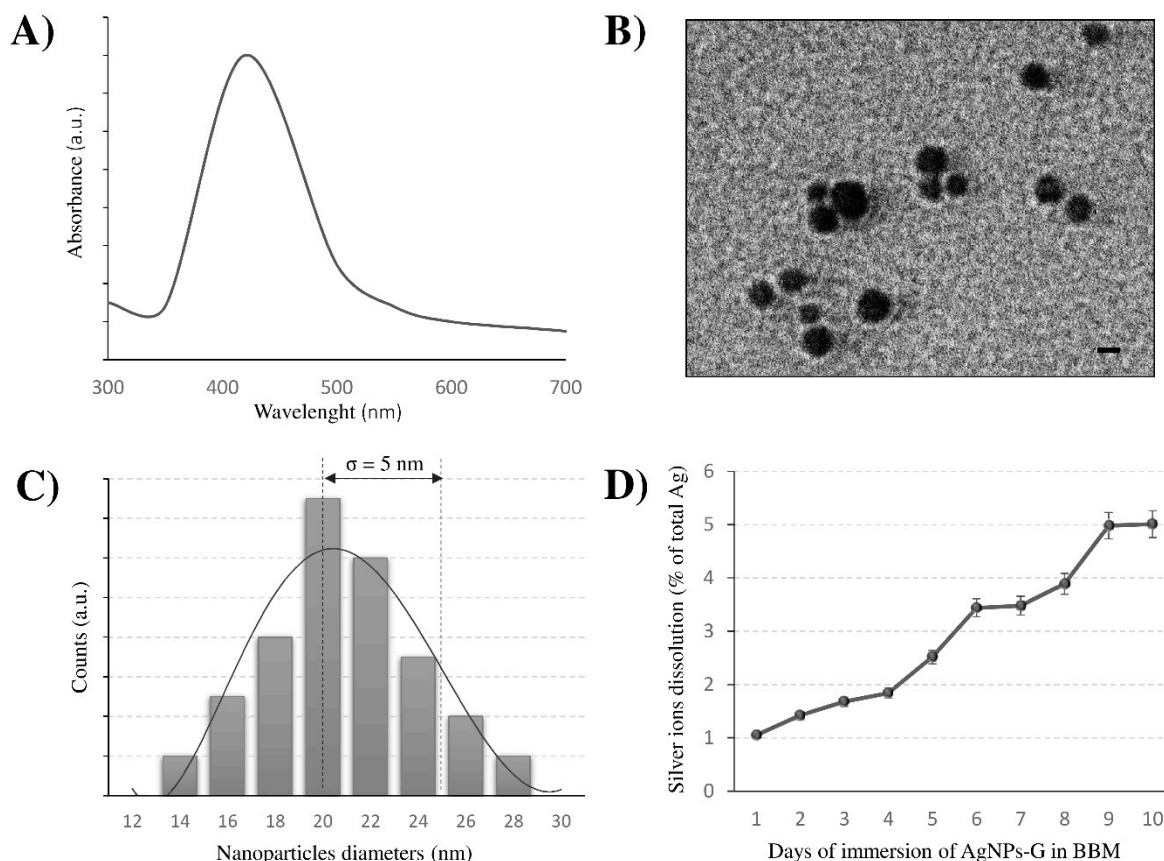 A)
Absorbance (a.u.)
300 400 500 600 700
Wavelenght (nm)
B)
C)
σ = 5 nm
Counts (a.u.)
12 14 16 18 20 22 24 26 28 30
Nanoparticles diameters (nm)
D)
Silver ions dissolution (% of total Ag)
6
5
4
3
2
1
0
1 2 3 4 5 6 7 8 9 10
Days of immersion of AgNPs-G in BBM